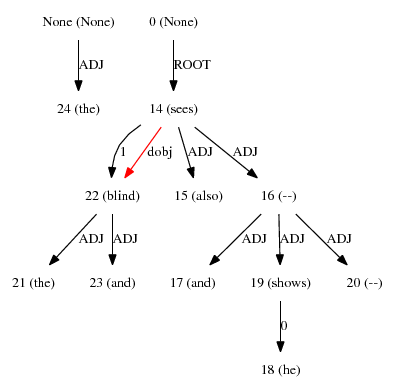 None (None) 0 (None)
ADJ ROOT
24 (the) 14 (sees)
1 dobj ADJ ADJ
22 (blind) 15 (also) 16 (--)
ADJ ADJ ADJ ADJ ADJ
21 (the) 23 (and) 17 (and) 19 (shows) 20 (--)
0
18 (he)